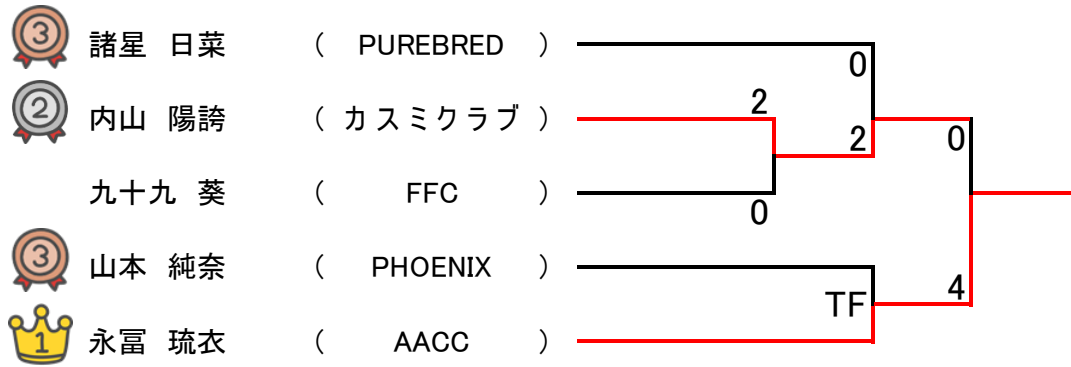 3 諸星 日菜 ( PUREBRED ) 0
2 内山 陽誇 ( カスミクラブ ) 2 2 0
九十九 葵 ( FFC ) 0
3 山本 純奈 ( PHOENIX ) TF 4
1 永冨 琉衣 ( AACC )